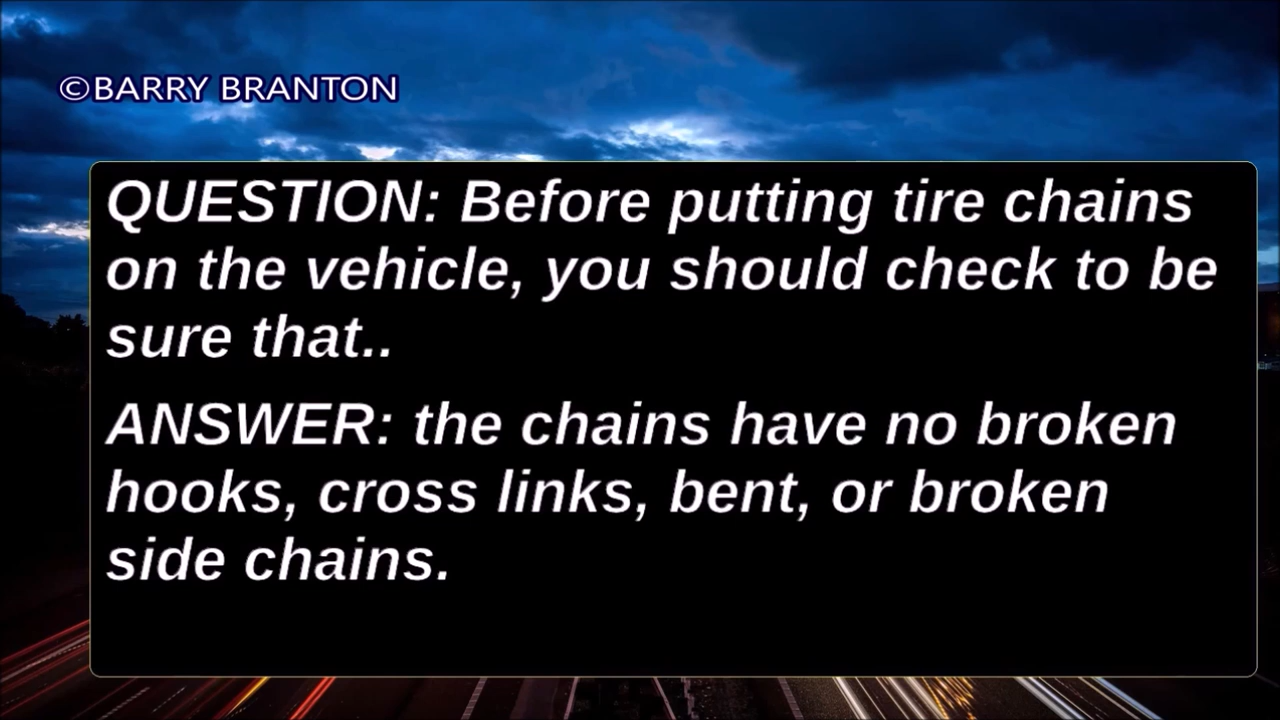 ©BARRY BRANTON
QUESTION: Before putting tire chains
on the vehicle, you should check to be
sure that..
ANSWER: the chains have no broken
hooks, cross links, bent, or broken
side chains.